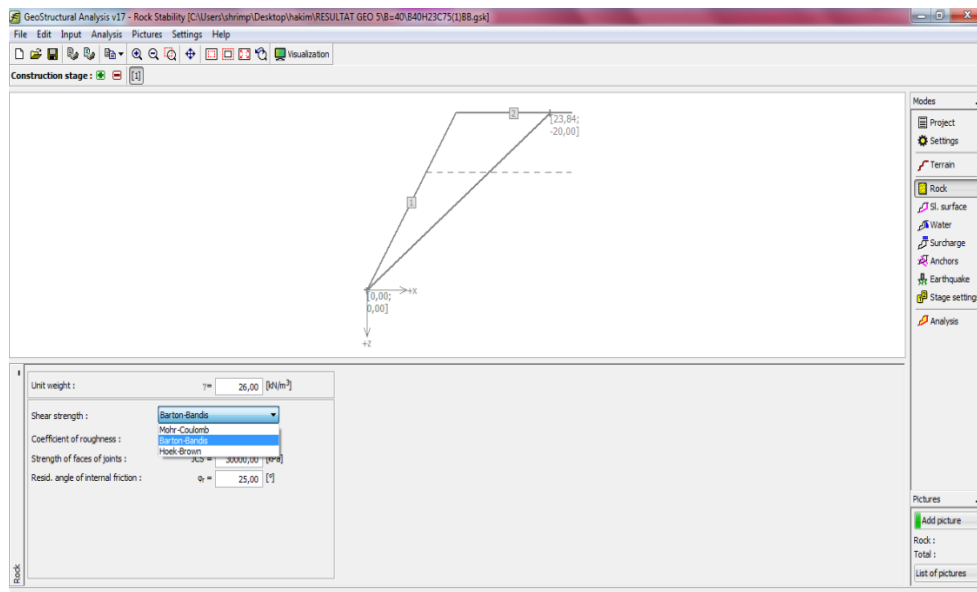 GeoStructural Analysis v17 - Rock Stability [C:\Users\shrimp\Desktop\hakim\RESULTAT GEO 5\B=40\B40H23C75(1)BB.gsk]
File Edit Input Analysis Pictures Settings Help
Visualization
Construction stage : [1]
2
[23,84;
-20,00]
1
[0,00;
0,00]
+x
+z
Modes
Project
Settings
Terrain
Rock
Sl. surface
Water
Surcharge
Anchors
Earthquake
Stage setting
Analysis
Unit weight : γ= 26,00 [kN/m³]
Shear strength : Barton-Bandis
Mohr-Coulomb
Coefficient of roughness : Barton-Bandis
Hoek-Brown
Strength of faces of joints : JCS = 30000,00 [kPa]
Resid. angle of internal friction : φr = 25,00 [°]
Rock
Pictures
Add picture
Rock :
Total :
List of pictures